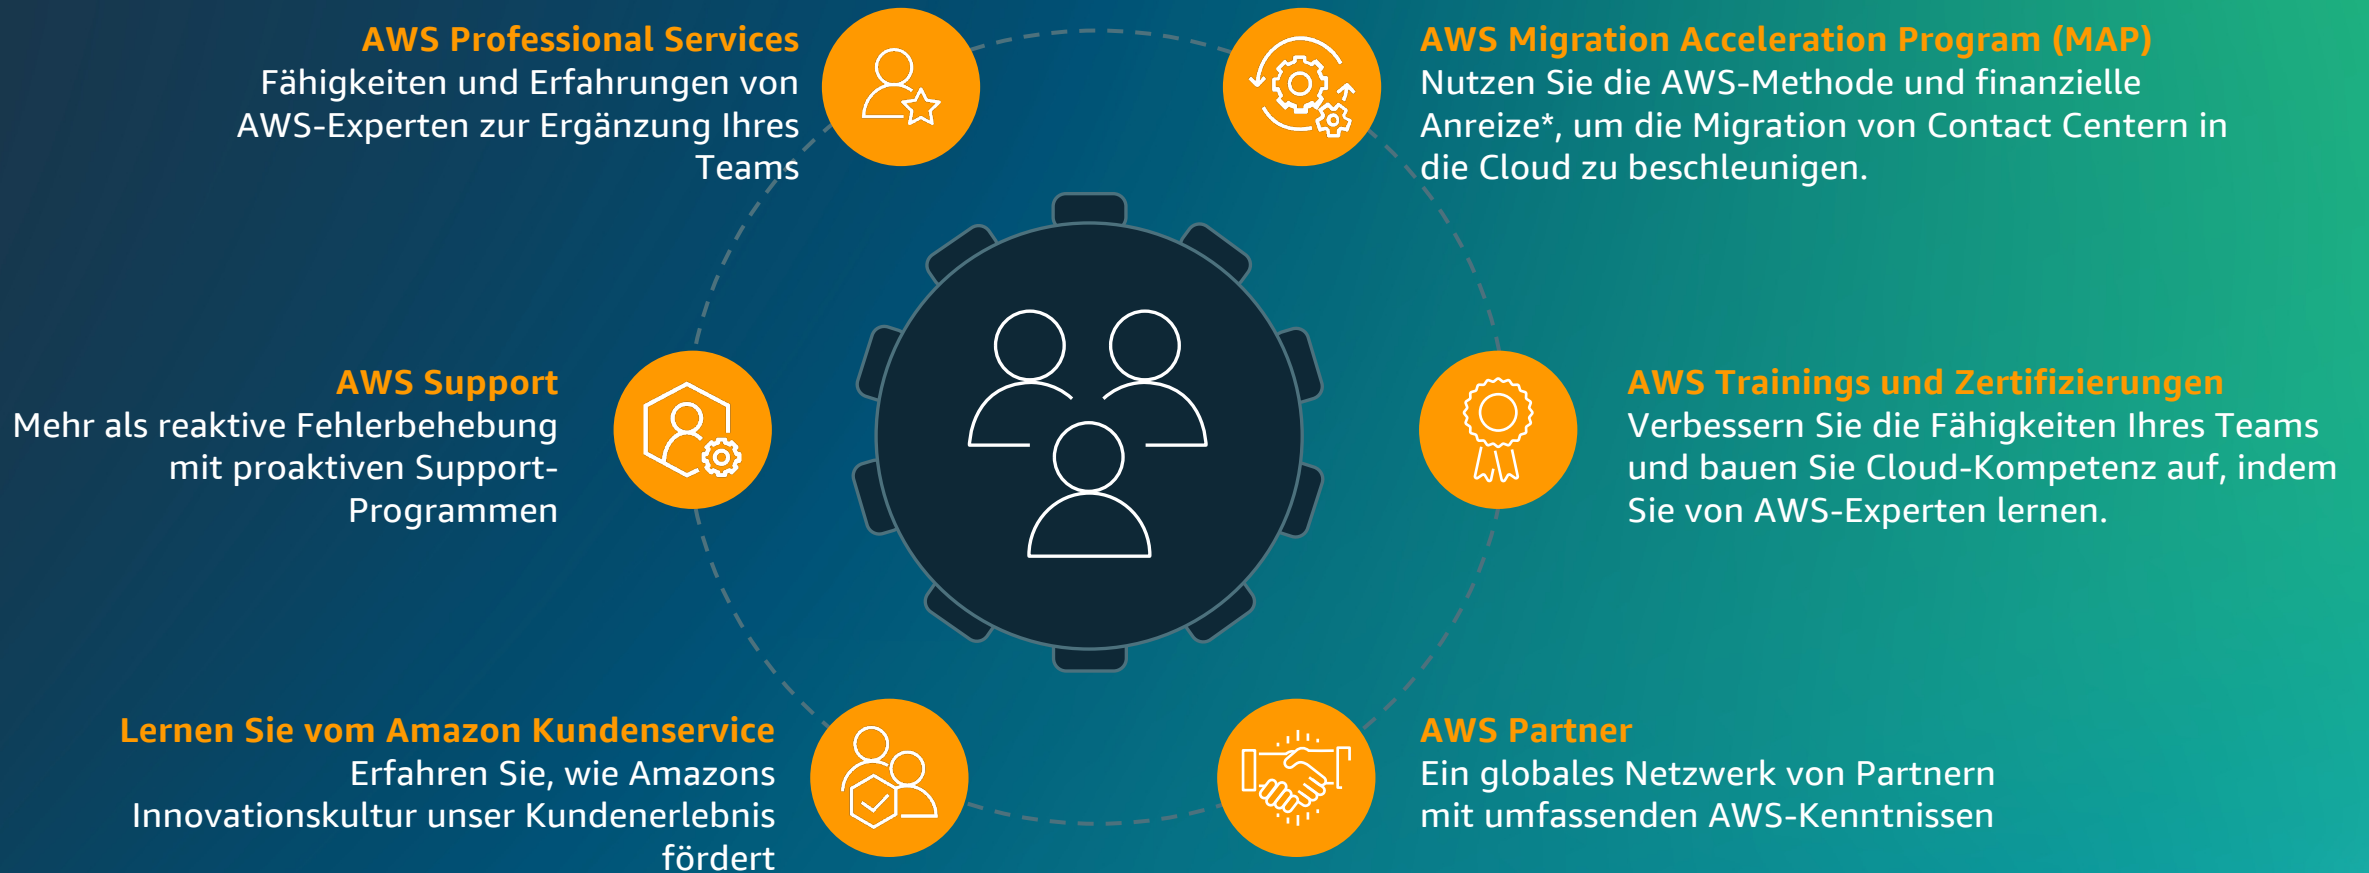 AWS Professional Services
Fähigkeiten und Erfahrungen von
AWS-Experten zur Ergänzung Ihres
Teams
AWS Migration Acceleration Program (MAP)
Nutzen Sie die AWS-Methode und finanzielle
Anreize*, um die Migration von Contact Centern in
die Cloud zu beschleunigen.
AWS Support
Mehr als reaktive Fehlerbehebung
mit proaktiven Support-
Programmen
AWS Trainings und Zertifizierungen
Verbessern Sie die Fähigkeiten Ihres Teams
und bauen Sie Cloud-Kompetenz auf, indem
Sie von AWS-Experten lernen.
Lernen Sie vom Amazon Kundenservice
Erfahren Sie, wie Amazons
Innovationskultur unser Kundenerlebnis
fördert
AWS Partner
Ein globales Netzwerk von Partnern
mit umfassenden AWS-Kenntnissen